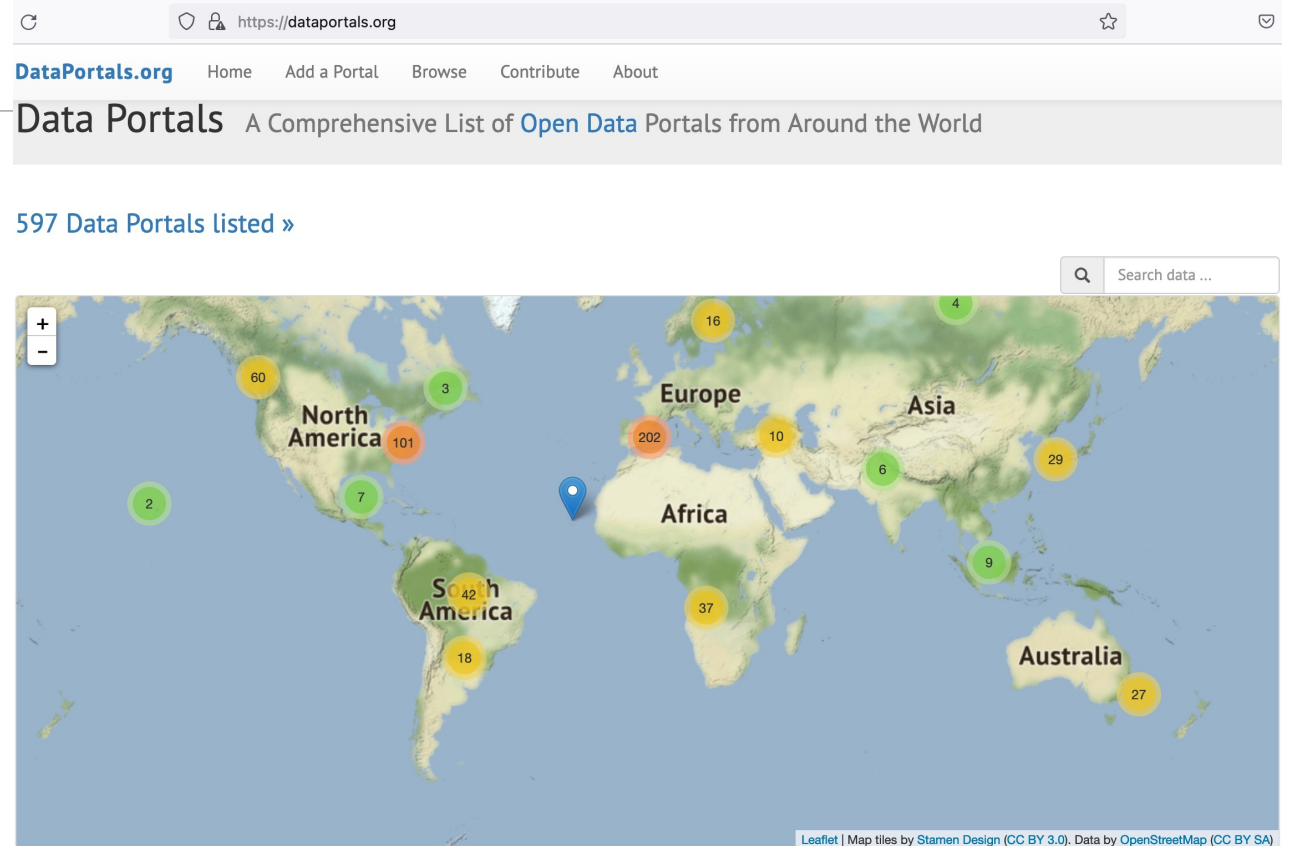 https://dataportals.org
DataPortals.org Home Add a Portal Browse Contribute About
Data Portals A Comprehensive List of Open Data Portals from Around the World
597 Data Portals listed »
Search data ...
+
−
4
16
60
3
Europe
Asia
North
America
101
202
10
29
6
2
7
Africa
9
South
42
America
37
18
Australia
27
Leaflet | Map tiles by Stamen Design (CC BY 3.0). Data by OpenStreetMap (CC BY SA)